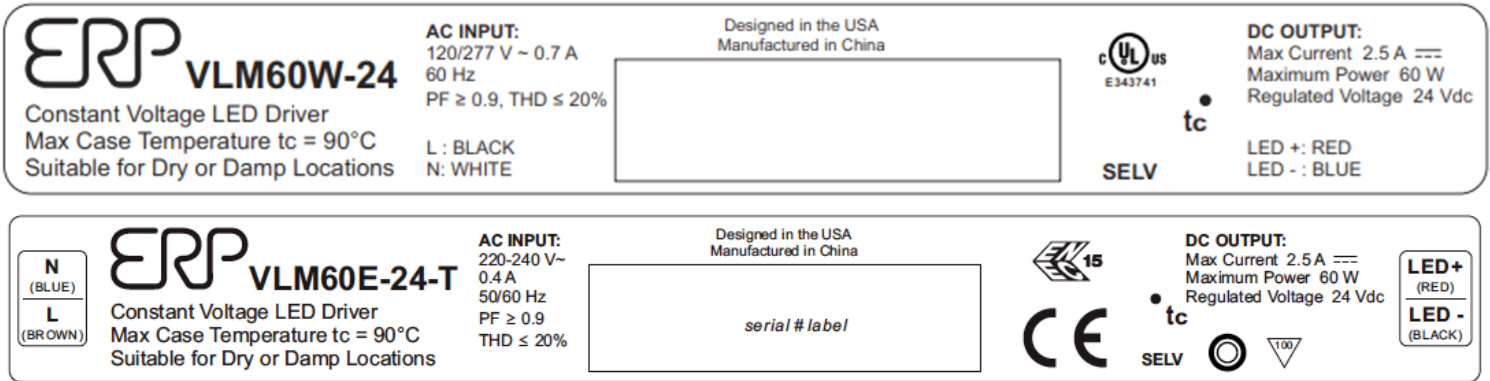 ERP VLM60W-24
Constant Voltage LED Driver
Max Case Temperature tc = 90°C
Suitable for Dry or Damp Locations
AC INPUT:
120/277 V ~ 0.7 A
60 Hz
PF ≥ 0.9, THD ≤ 20%
L : BLACK
N: WHITE
Designed in the USA
Manufactured in China
C UL US
E343741
tc
SELV
DC OUTPUT:
Max Current 2.5 A ⎓
Maximum Power 60 W
Regulated Voltage 24 Vdc
LED +: RED
LED - : BLUE
N
(BLUE)
L
(BROWN)
ERP VLM60E-24-T
Constant Voltage LED Driver
Max Case Temperature tc = 90°C
Suitable for Dry or Damp Locations
AC INPUT:
220-240 V~
0.4 A
50/60 Hz
PF ≥ 0.9
THD ≤ 20%
Designed in the USA
Manufactured in China
serial # label
ENEC 15
CE
tc
SELV
100
DC OUTPUT:
Max Current 2.5 A ⎓
Maximum Power 60 W
Regulated Voltage 24 Vdc
LED+
(RED)
LED -
(BLACK)